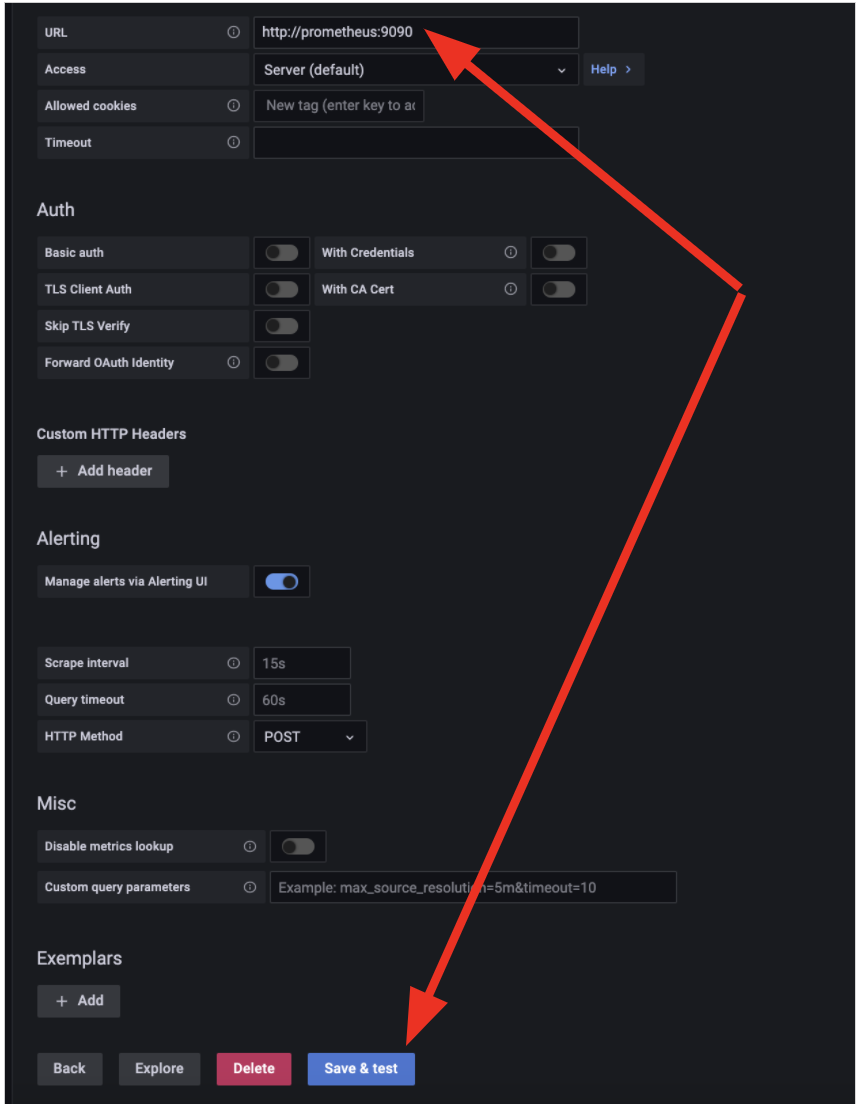 URL http://prometheus:9090
Access Server (default) Help >
Allowed cookies New tag (enter key to ac
Timeout
Auth
Basic auth With Credentials
TLS Client Auth With CA Cert
Skip TLS Verify
Forward OAuth Identity
Custom HTTP Headers
+ Add header
Alerting
Manage alerts via Alerting UI
Scrape interval 15s
Query timeout 60s
HTTP Method POST
Misc
Disable metrics lookup
Custom query parameters Example: max_source_resolution=5m&timeout=10
Exemplars
+ Add
Back Explore Delete Save & test